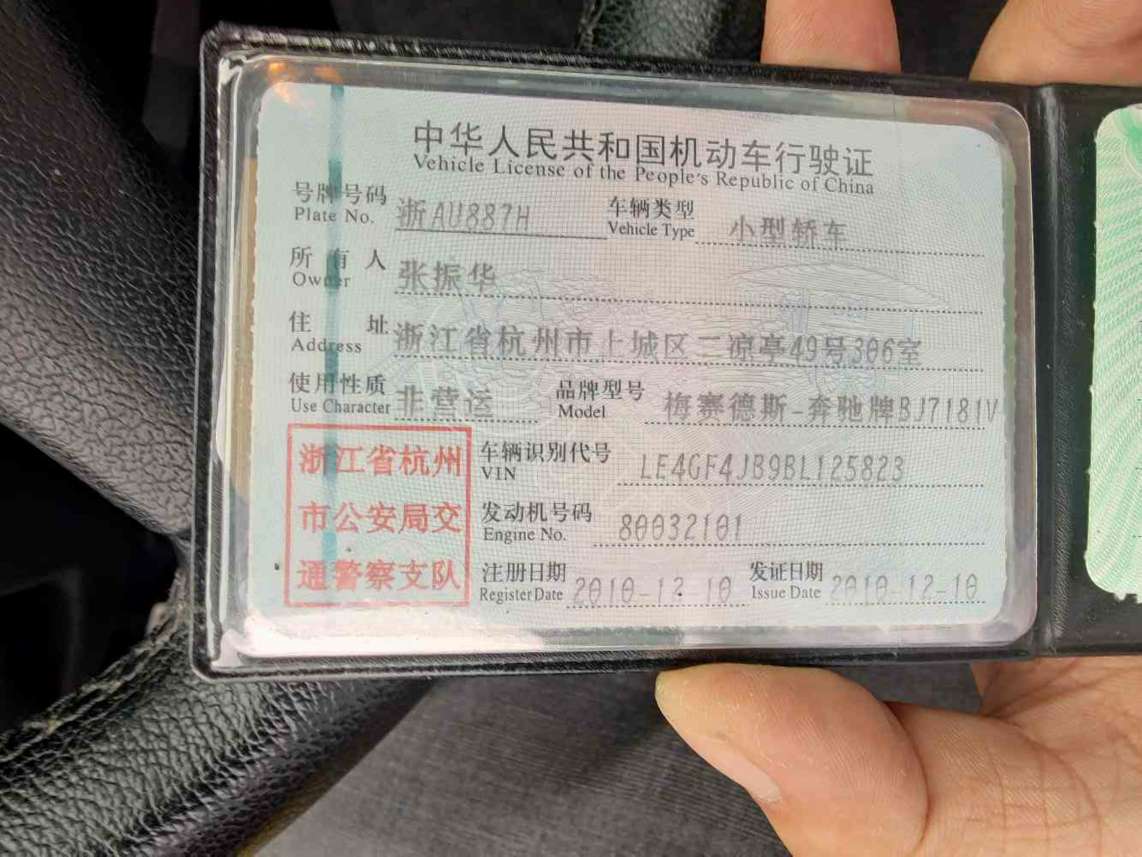 中华人民共和国机动车行驶证
Vehicle License of the People's Republic of China
号牌号码 浙AU887H 车辆类型 小型轿车
Plate No. Vehicle Type
所有人 张振华
Owner
住址 浙江省杭州市上城区二凉亭49号306室
Address
使用性质 非营运 品牌型号 梅赛德斯-奔驰牌BJ7181V
Use Character Model
浙江省杭州
市公安局交
通警察支队
车辆识别代号 LE4GF4JB9BL125823
VIN
发动机号码 80032101
Engine No.
注册日期 2010-12-10 发证日期 2010-12-10
Register Date Issue Date